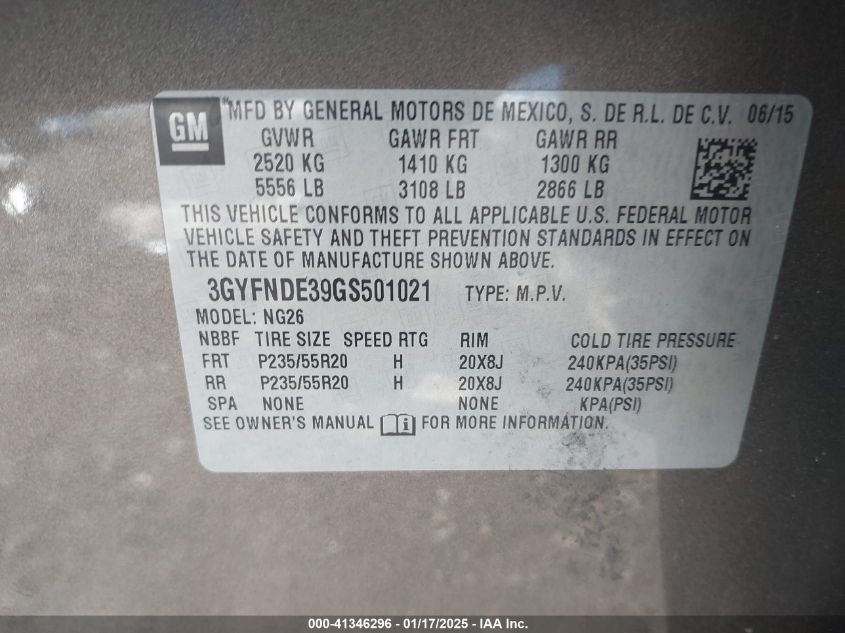 GM
MFD BY GENERAL MOTORS DE MEXICO, S. DE R.L. DE C.V. 06/15
GVWR GAWR FRT GAWR RR
2520 KG 1410 KG 1300 KG
5556 LB 3108 LB 2866 LB
THIS VEHICLE CONFORMS TO ALL APPLICABLE U.S. FEDERAL MOTOR
VEHICLE SAFETY AND THEFT PREVENTION STANDARDS IN EFFECT ON
THE DATE OF MANUFACTURE SHOWN ABOVE.
3GYFNDE39GS501021 TYPE: M.P.V.
MODEL: NG26
NBBF TIRE SIZE SPEED RTG RIM COLD TIRE PRESSURE
FRT P235/55R20 H 20X8J 240KPA(35PSI)
RR P235/55R20 H 20X8J 240KPA(35PSI)
SPA NONE NONE KPA(PSI)
SEE OWNER'S MANUAL i FOR MORE INFORMATION.
000-41346296 - 01/17/2025 - IAA Inc.